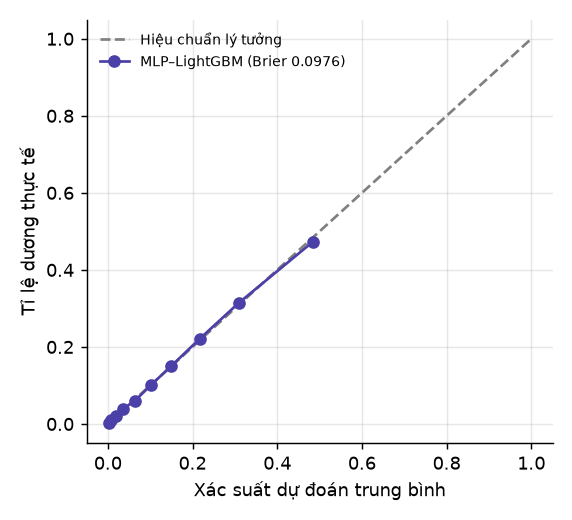 Hiệu chuẩn lý tưởng
MLP–LightGBM (Brier 0.0976)
Tỉ lệ dương thực tế
1.0
0.8
0.6
0.4
0.2
0.0
0.0 0.2 0.4 0.6 0.8 1.0
Xác suất dự đoán trung bình